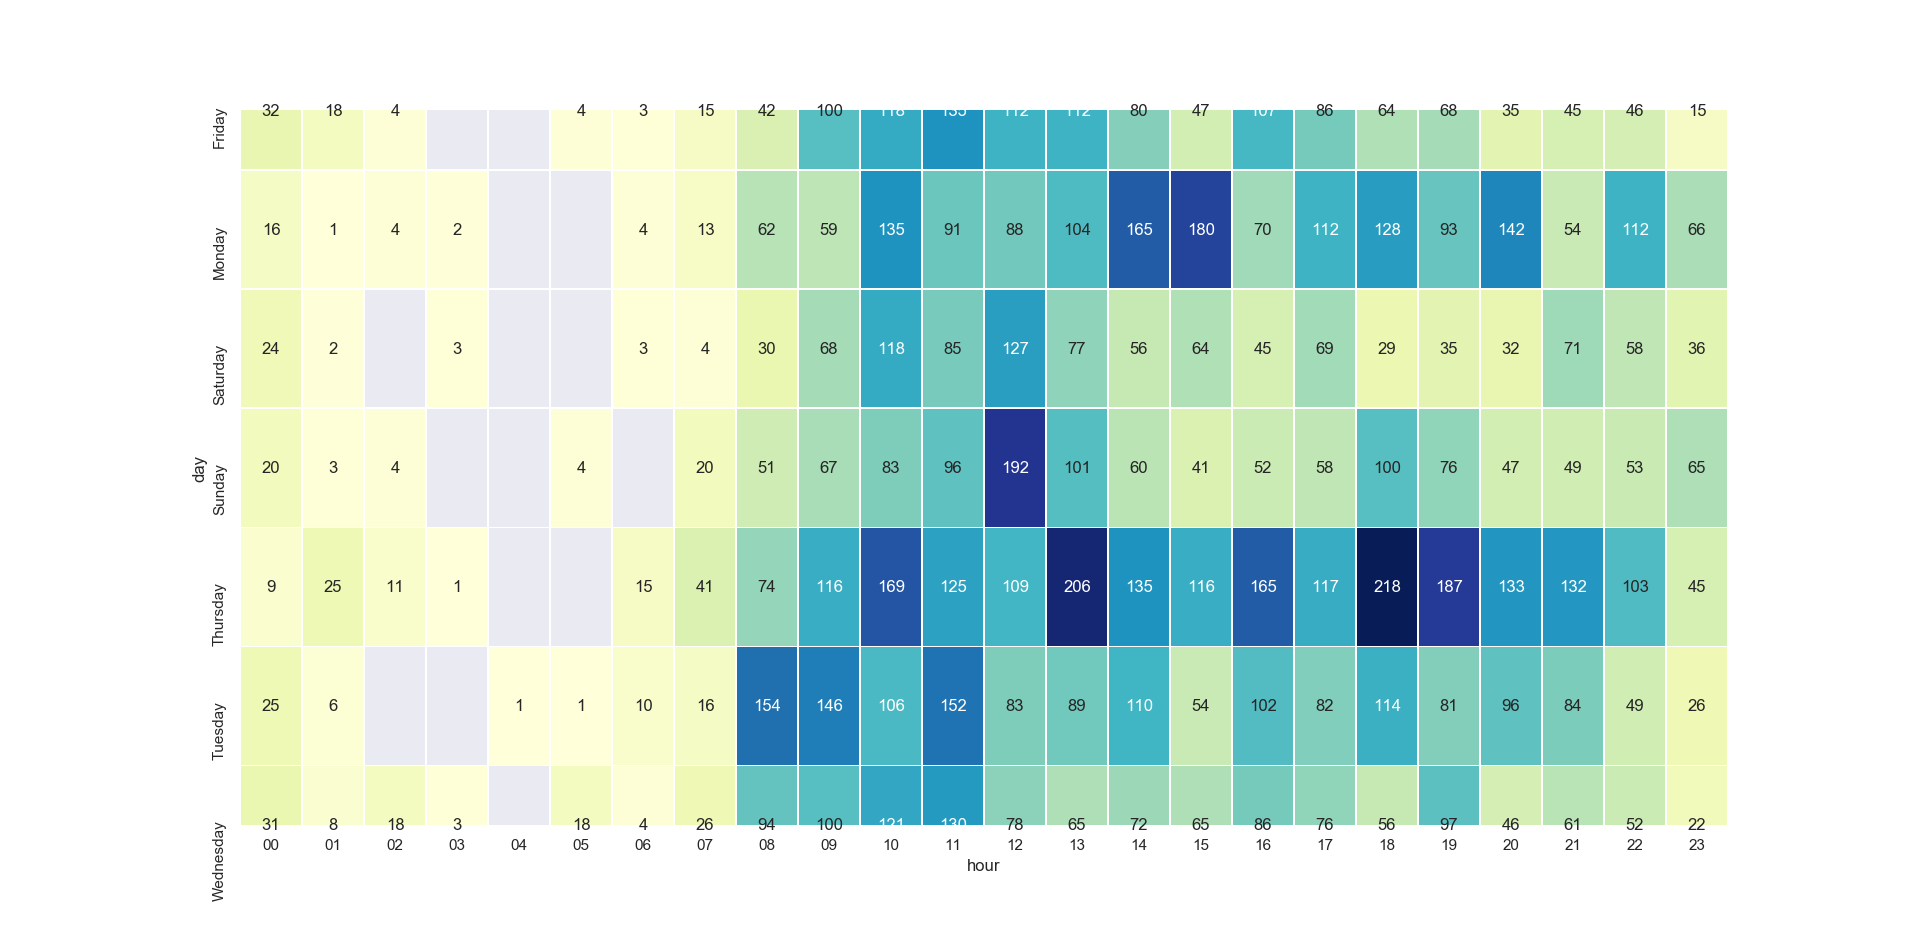 Friday 32 18 4 4 3 15 42 100 118 135 112 112 80 47 107 86 64 68 35 45 46 15
Monday 16 1 4 2 4 13 62 59 135 91 88 104 165 180 70 112 128 93 142 54 112 66
Saturday 24 2 3 3 4 30 68 118 85 127 77 56 64 45 69 29 35 32 71 58 36
day
Sunday 20 3 4 4 20 51 67 83 96 192 101 60 41 52 58 100 76 47 49 53 65
Thursday 9 25 11 1 15 41 74 116 169 125 109 206 135 116 165 117 218 187 133 132 103 45
Tuesday 25 6 1 1 10 16 154 146 106 152 83 89 110 54 102 82 114 81 96 84 49 26
Wednesday 31 8 18 3 18 4 26 94 100 121 130 78 65 72 65 86 76 56 97 46 61 52 22
00 01 02 03 04 05 06 07 08 09 10 11 12 13 14 15 16 17 18 19 20 21 22 23
hour